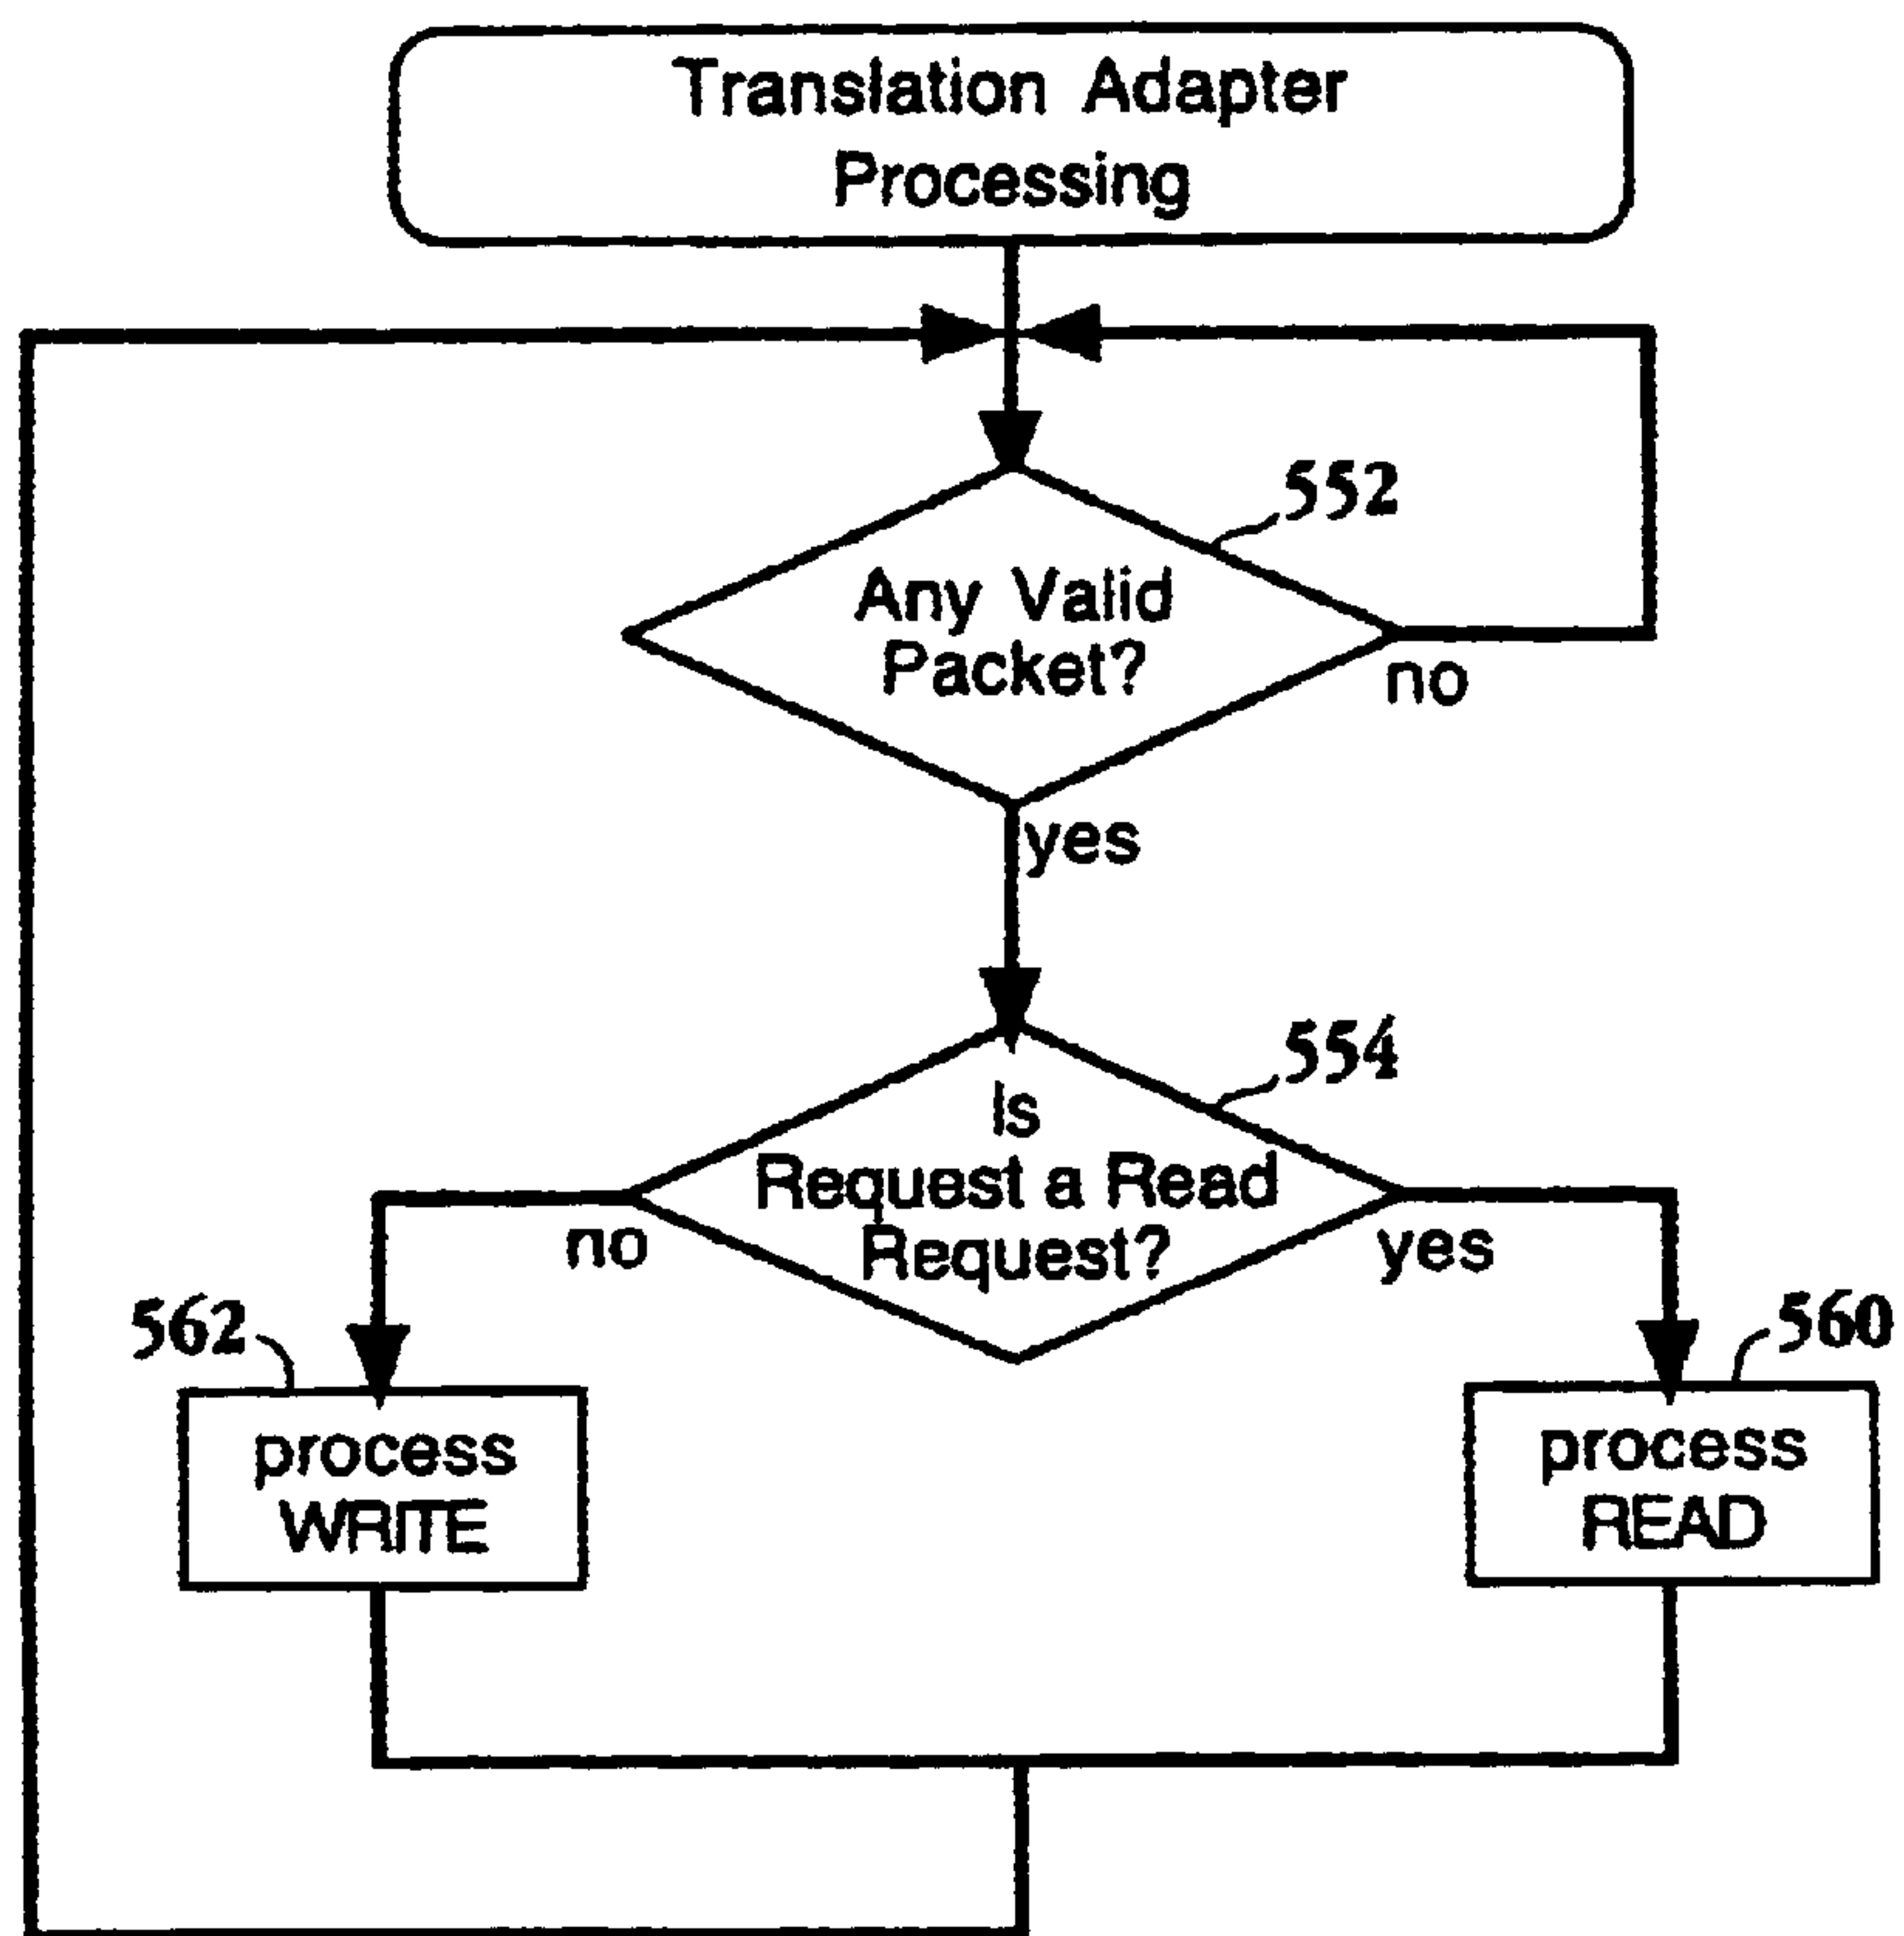 Translation Adapter
Processing
552
Any Valid
Packet?
no
yes
554
Is
Request a Read
Request?
no
yes
562
560
process
WRITE
process
READ